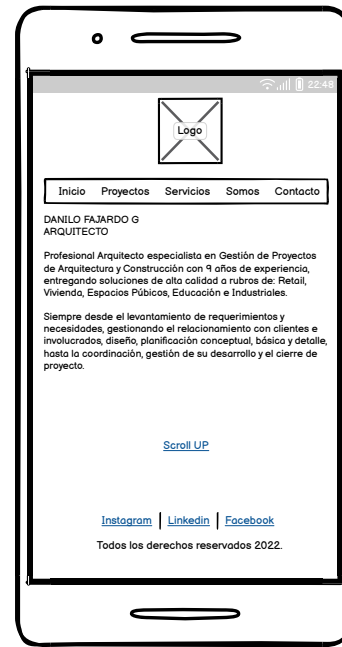 22:48
Logo
Inicio Proyectos Servicios Somos Contacto
DANILO FAJARDO G
ARQUITECTO
Profesional Arquitecto especialista en Gestión de Proyectos
de Arquitectura y Construcción con 9 años de experiencia,
entregando soluciones de alta calidad a rubros de: Retail,
Vivienda, Espacios Púbicos, Educación e Industriales.
Siempre desde el levantamiento de requerimientos y
necesidades, gestionando el relacionamiento con clientes e
involucrados, diseño, planificación conceptual, básica y detalle,
hasta la coordinación, gestión de su desarrollo y el cierre de
proyecto.
Scroll UP
Instagram | Linkedin | Facebook
Todos los derechos reservados 2022.